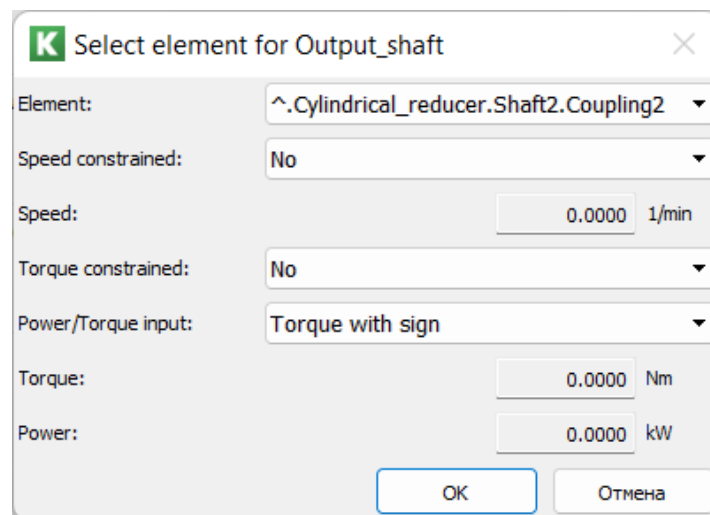 K Select element for Output_shaft
Element: ^.Cylindrical_reducer.Shaft2.Coupling2
Speed constrained: No
Speed: 0.0000 1/min
Torque constrained: No
Power/Torque input: Torque with sign
Torque: 0.0000 Nm
Power: 0.0000 kW
OK Отмена